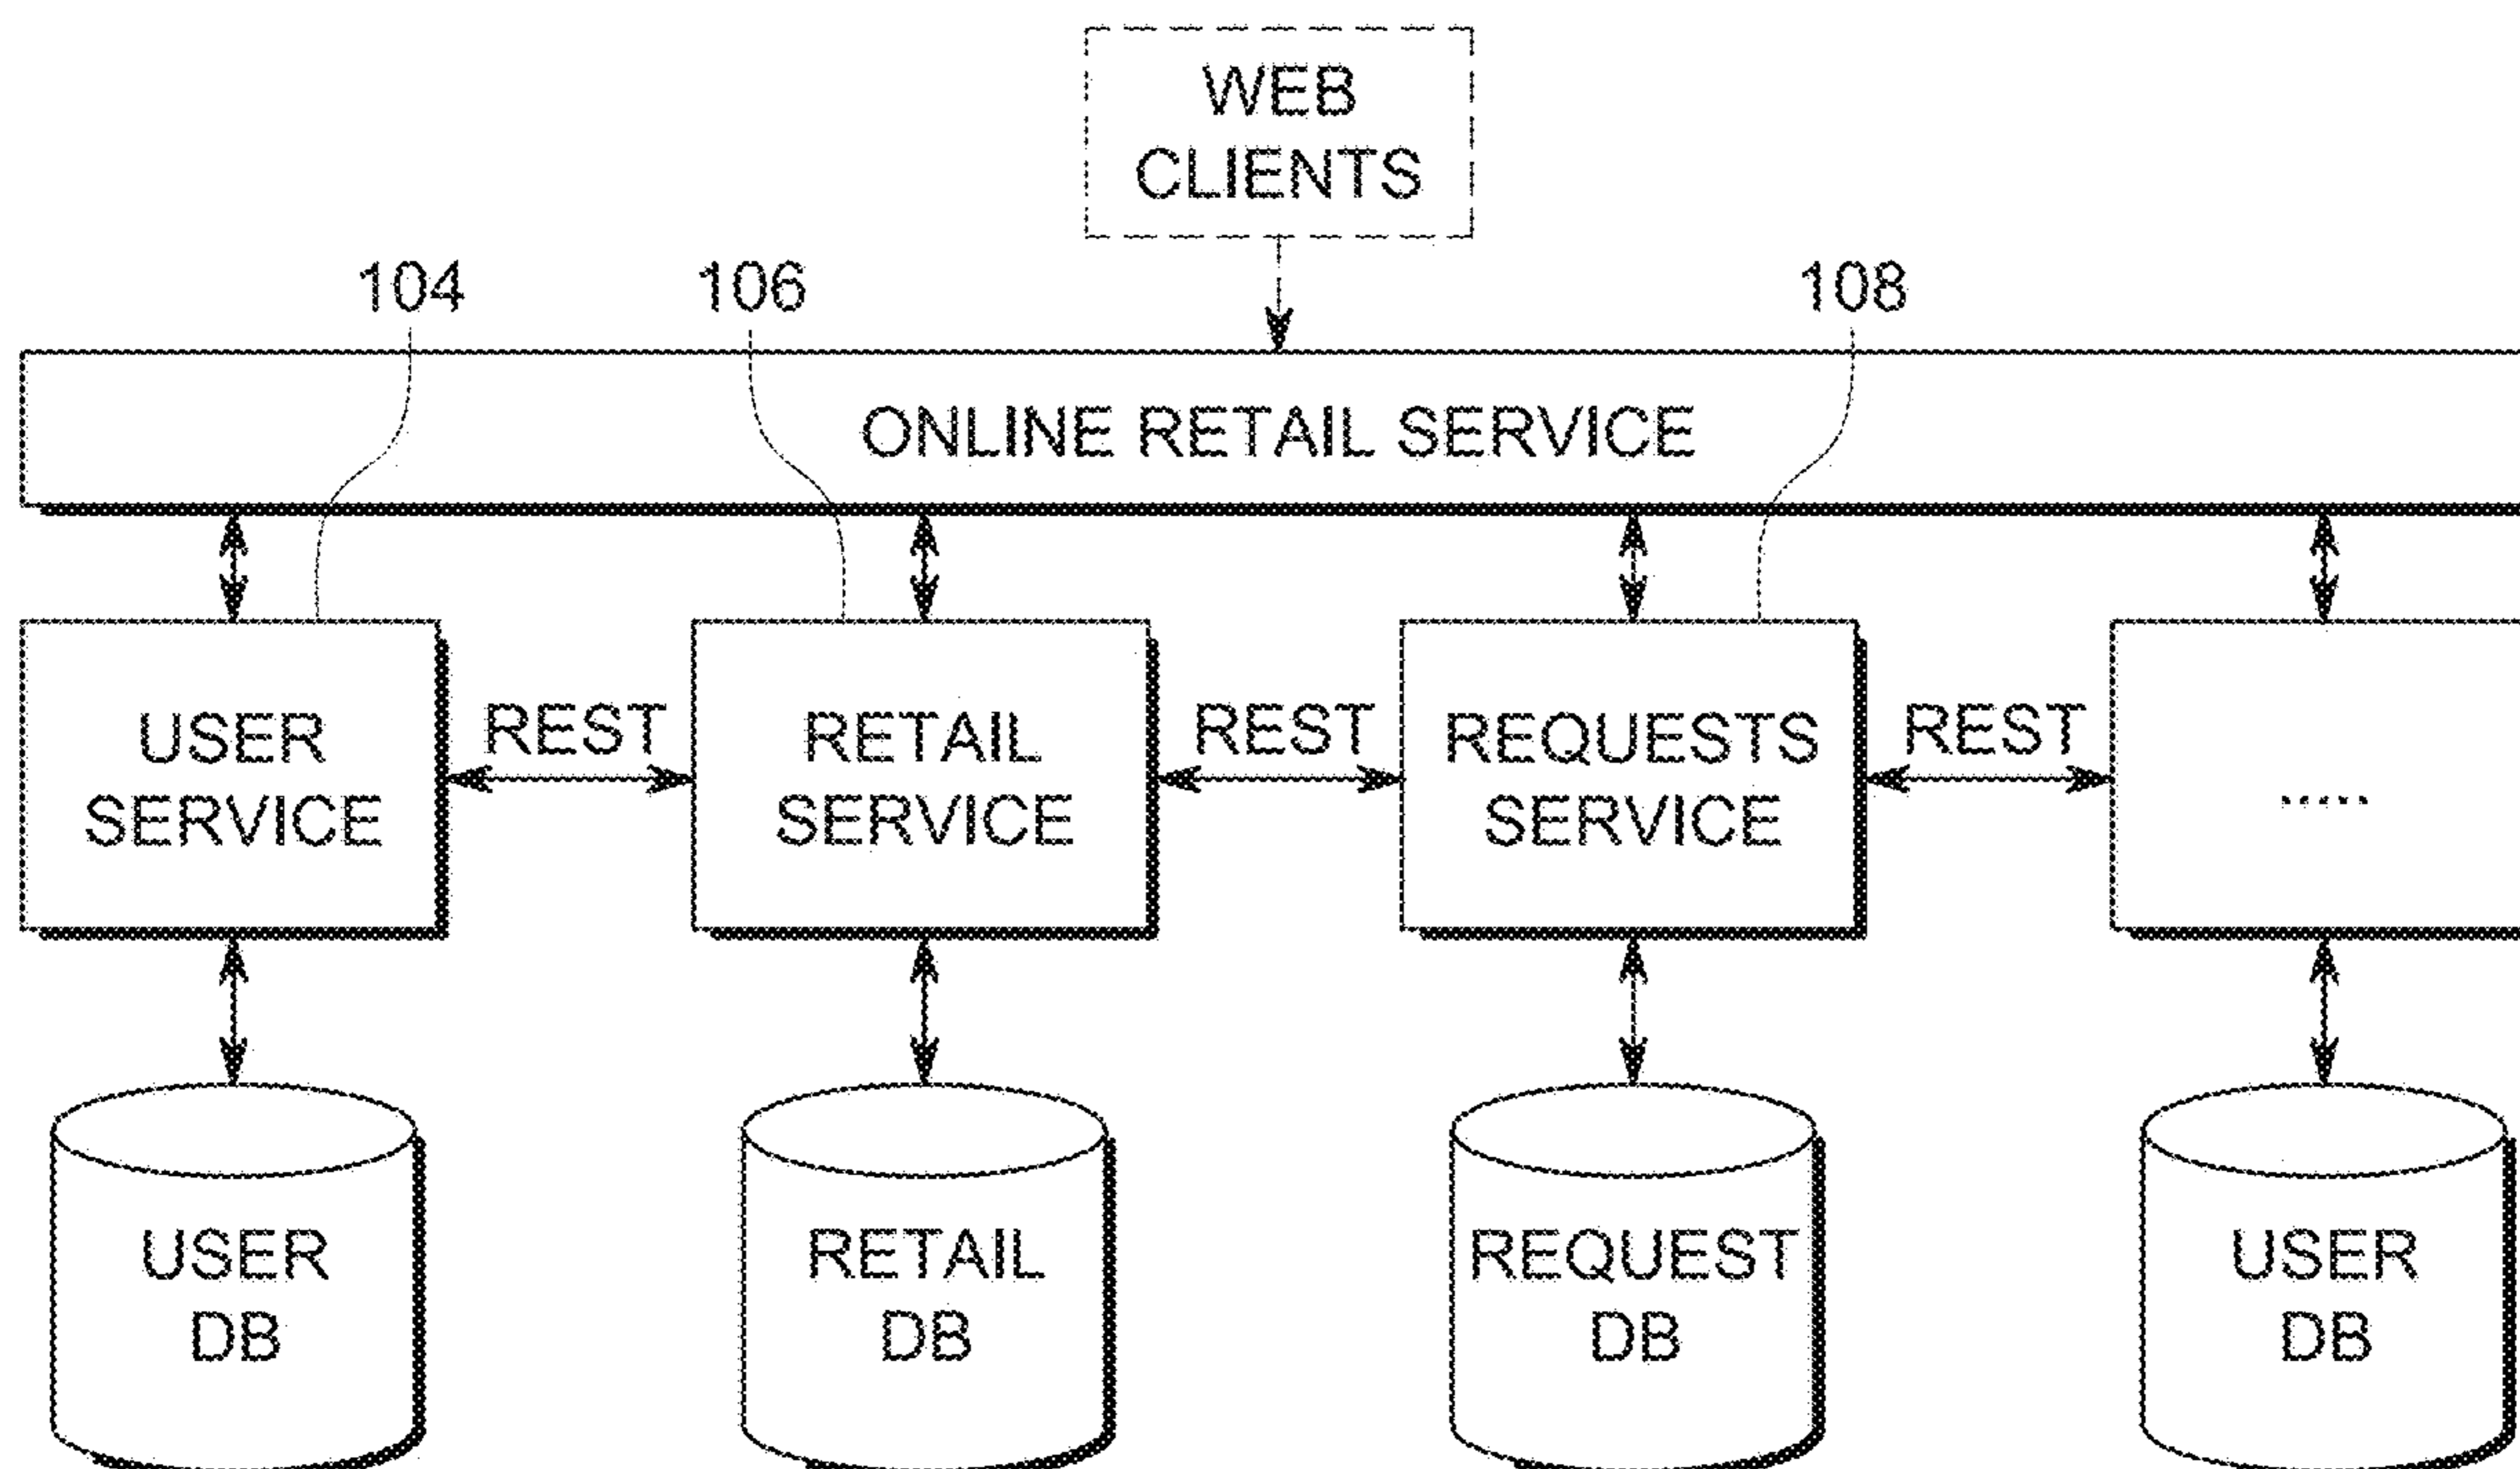 WEB
CLIENTS
104
106
108
ONLINE RETAIL SERVICE
USER
SERVICE
REST
RETAIL
SERVICE
REST
REQUESTS
SERVICE
REST
.....
USER
DB
RETAIL
DB
REQUEST
DB
USER
DB